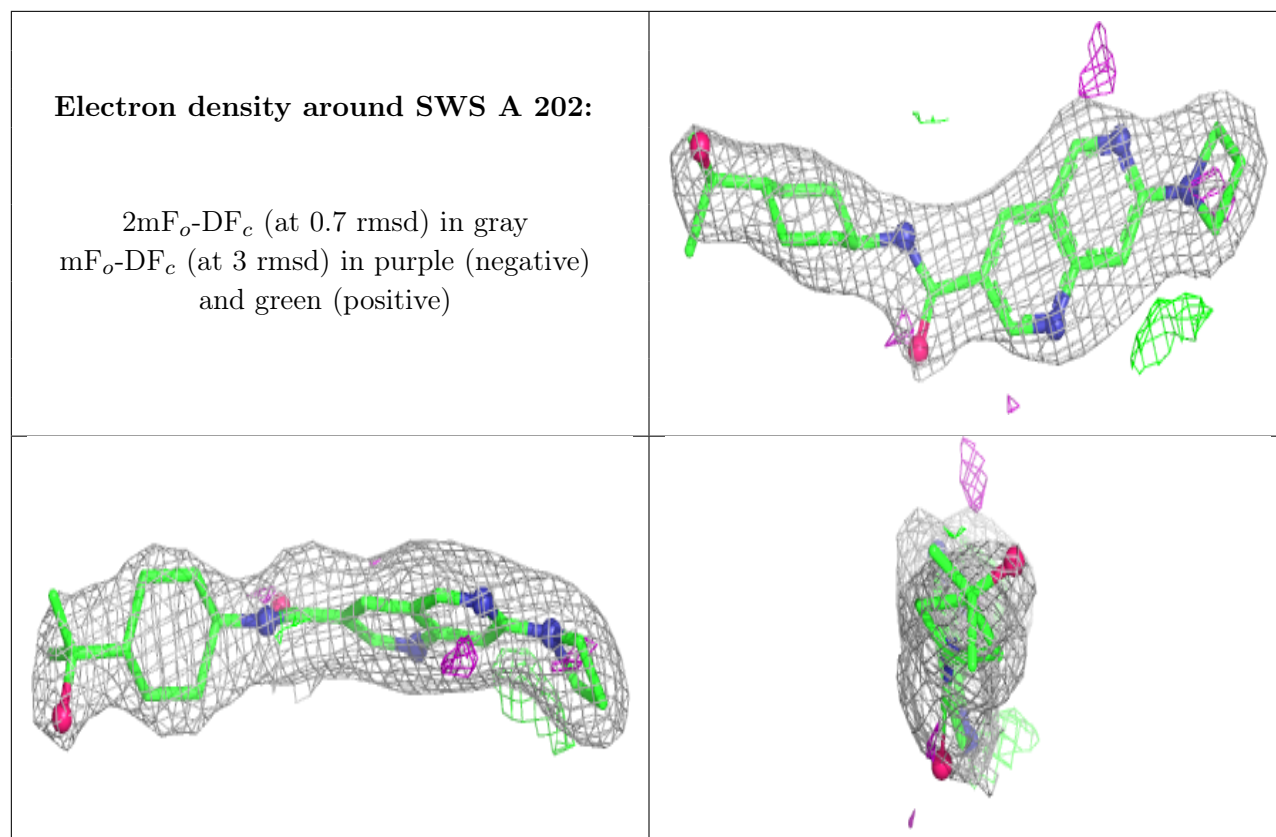 Electron density around SWS A 202:
2mFo-DFc (at 0.7 rmsd) in gray
mFo-DFc (at 3 rmsd) in purple (negative)
and green (positive)